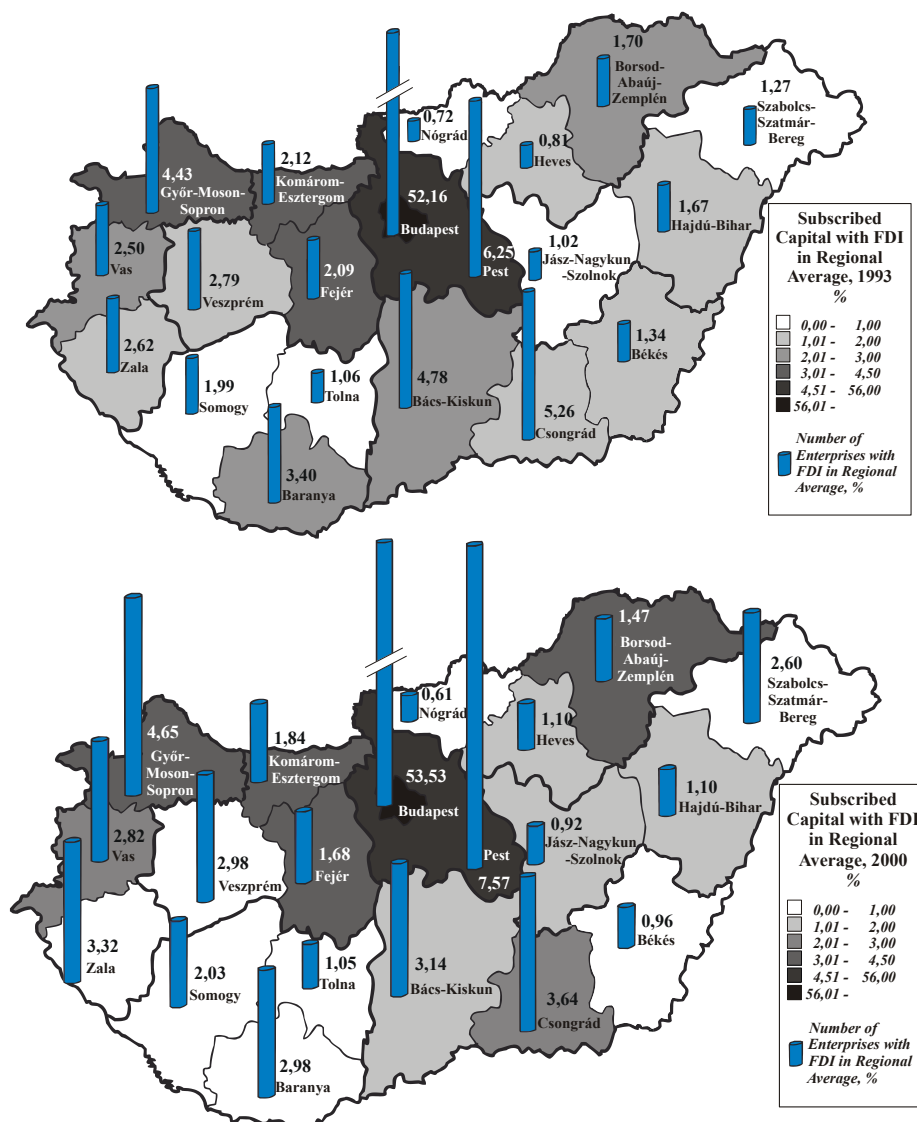 1,70
Borsod-
Abaúj-
Zemplén
1,27
Szabolcs-
Szatmár-
Bereg
0,72
Nógrád
0,81
Heves
4,43
Győr-Moson-
Sopron
2,12
Komárom-
Esztergom
52,16
Budapest
6,25
Pest
1,02
Jász-Nagykun
-Szolnok
1,67
Hajdú-Bihar
2,50
Vas
2,79
Veszprém
2,09
Fejér
2,62
Zala
1,99
Somogy
1,06
Tolna
4,78
Bács-Kiskun
5,26
Csongrád
1,34
Békés
3,40
Baranya
Subscribed
Capital with FDI
in Regional
Average, 1993
%
0,00 - 1,00
1,01 - 2,00
2,01 - 3,00
3,01 - 4,50
4,51 - 56,00
56,01 -
Number of
Enterprises with
FDI in Regional
Average, %
1,47
Borsod-
Abaúj-
Zemplén
2,60
Szabolcs-
Szatmár-
Bereg
0,61
Nógrád
1,10
Heves
4,65
Győr-
Moson-
Sopron
1,84
Komárom-
Esztergom
53,53
Budapest
Pest
7,57
0,92
Jász-Nagykun
-Szolnok
1,10
Hajdú-Bihar
2,82
Vas
2,98
Veszprém
1,68
Fejér
3,32
Zala
2,03
Somogy
1,05
Tolna
3,14
Bács-Kiskun
3,64
Csongrád
0,96
Békés
2,98
Baranya
Subscribed
Capital with FDI
in Regional
Average, 2000
%
0,00 - 1,00
1,01 - 2,00
2,01 - 3,00
3,01 - 4,50
4,51 - 56,00
56,01 -
Number of
Enterprises with
FDI in Regional
Average, %